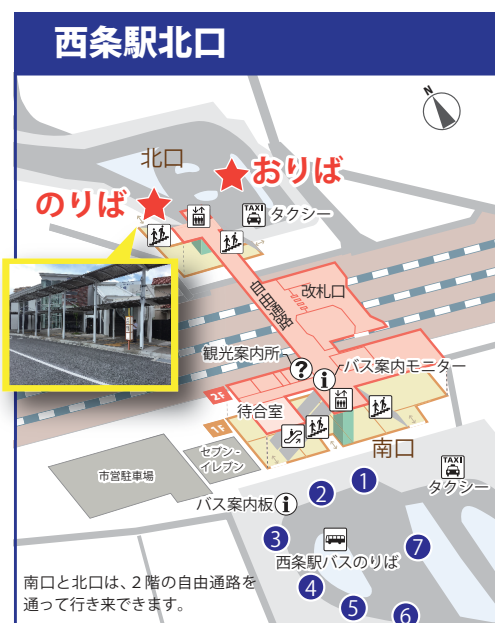 西条駅北口
N
北口
おりば
のりば
TAXI
タクシー
自由通路
改札口
観光案内所
?
i
バス案内モニター
2F
待合室
1F
南口
セブン-
イレブン
市営駐車場
TAXI
タクシー
バス案内板
i
1
2
3
西条駅バスのりば
7
4
5
6
南口と北口は、2階の自由通路を
通って行き来できます。